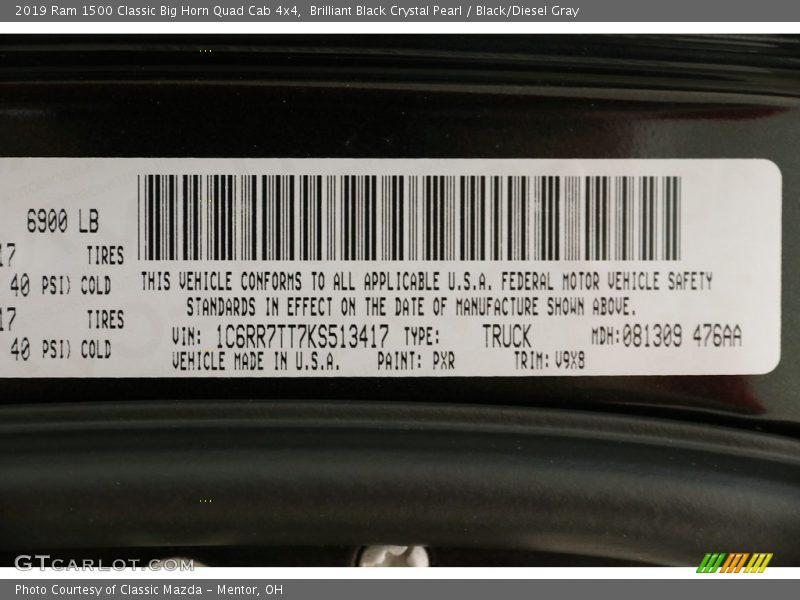 2019 Ram 1500 Classic Big Horn Quad Cab 4x4,  Brilliant Black Crystal Pearl / Black/Diesel Gray
6900 LB
17 TIRES
40 PSI) COLD
17 TIRES
40 PSI) COLD
THIS VEHICLE CONFORMS TO ALL APPLICABLE U.S.A. FEDERAL MOTOR VEHICLE SAFETY
STANDARDS IN EFFECT ON THE DATE OF MANUFACTURE SHOWN ABOVE.
VIN: 1C6RR7TT7KS513417 TYPE: TRUCK MDH:081309 476AA
VEHICLE MADE IN U.S.A. PAINT: PXR TRIM: V9X8
GTcarlot.com
Photo Courtesy of Classic Mazda - Mentor, OH